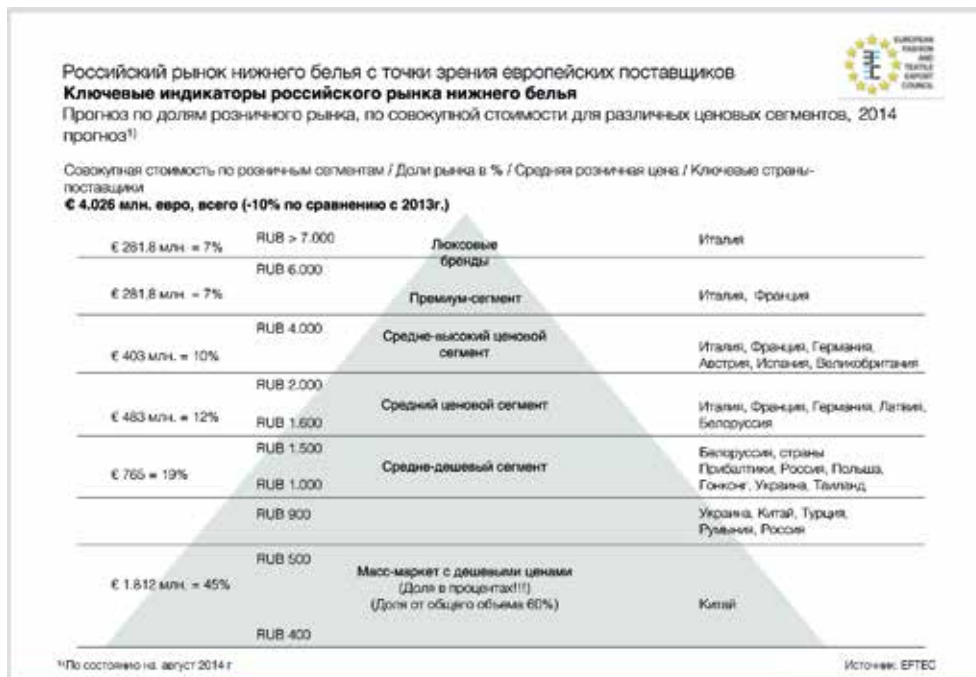 EUROPEAN
FASHION
AND
TEXTILE
EXPORT
COUNCIL
Российский рынок нижнего белья с точки зрения европейских поставщиков
Ключевые индикаторы российского рынка нижнего белья
Прогноз по долям розничного рынка, по совокупной стоимости для различных ценовых сегментов, 2014
прогноз¹⁾
Совокупная стоимость по розничным сегментам / Доли рынка в % / Средняя розничная цена / Ключевые страны-
поставщики
€ 4.026 млн. евро, всего (-10% по сравнению с 2013г.)
€ 281,8 млн. = 7%
RUB > 7.000
Люксовые
бренды
Италия
RUB 6.000
€ 281,8 млн. = 7%
Премиум-сегмент
Италия, Франция
RUB 4.000
€ 403 млн. = 10%
Средне-высокий ценовой
сегмент
Италия, Франция, Германия,
Австрия, Испания, Великобритания
RUB 2.000
€ 483 млн. = 12%
RUB 1.600
Средний ценовой сегмент
Италия, Франция, Германия, Латвия,
Белоруссия
RUB 1.500
€ 765 = 19%
RUB 1.000
Средне-дешевый сегмент
Белоруссия, страны
Прибалтики, Россия, Польша,
Гонконг, Украина, Таиланд
RUB 900
Украина, Китай, Турция,
Румыния, Россия
RUB 500
€ 1.812 млн. = 45%
Масс-маркет с дешевыми ценами
(Доля в процентах!!!)
(Доля от общего объема 60%)
Китай
RUB 400
¹⁾По состоянию на август 2014 г
Источник: EFTEC